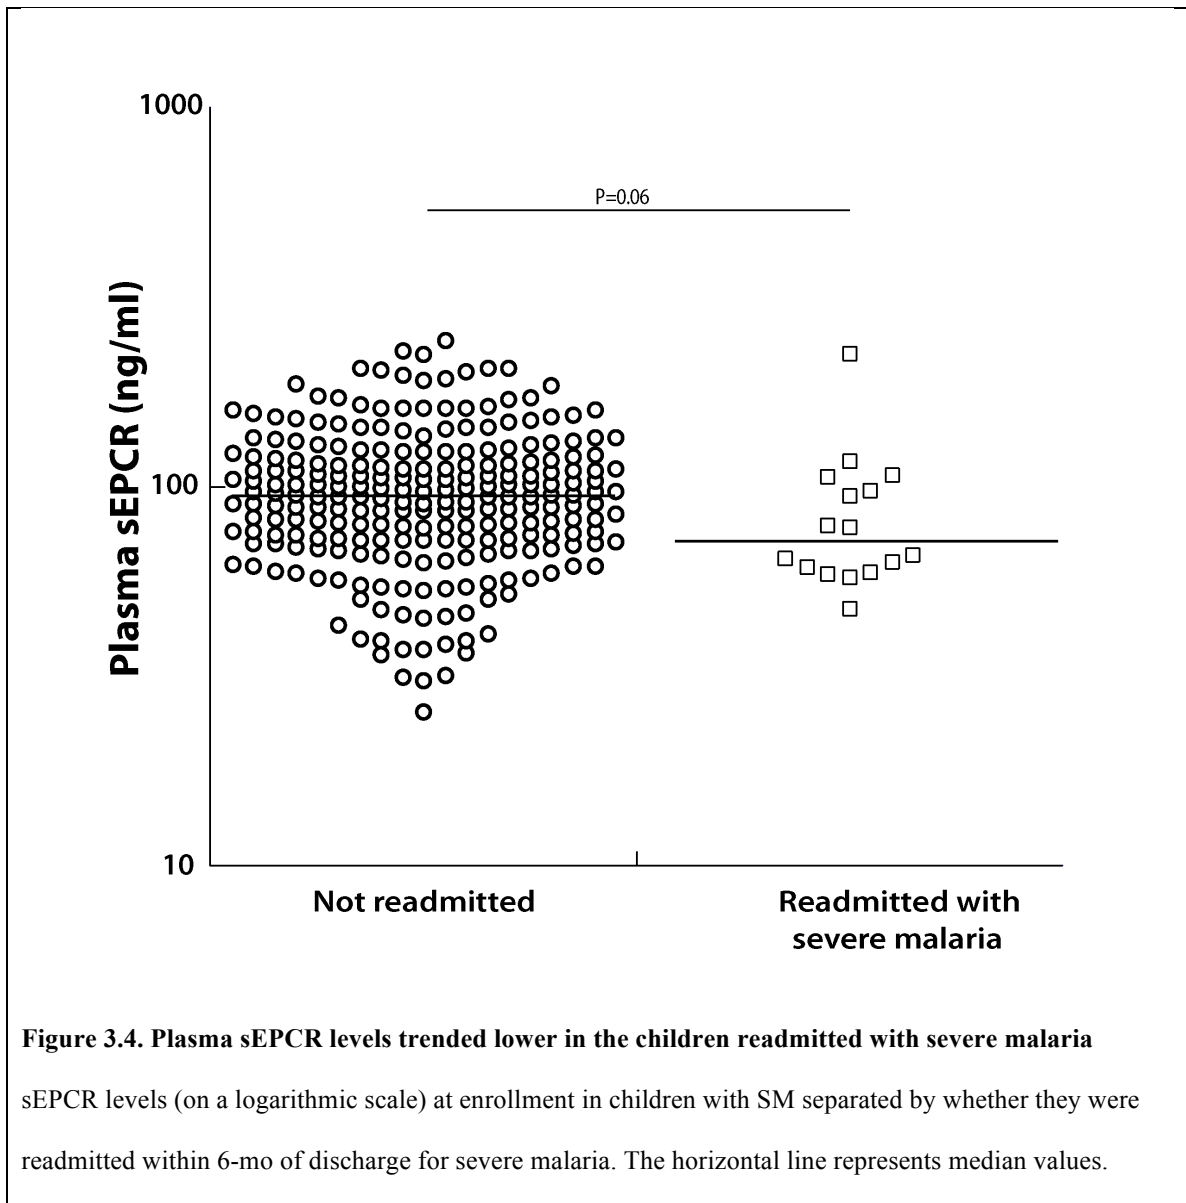 1000
P=0.06
Plasma sEPCR (ng/ml)
100
10
Not readmitted
Readmitted with
severe malaria
Figure 3.4. Plasma sEPCR levels trended lower in the children readmitted with severe malaria
sEPCR levels (on a logarithmic scale) at enrollment in children with SM separated by whether they were
readmitted within 6-mo of discharge for severe malaria. The horizontal line represents median values.